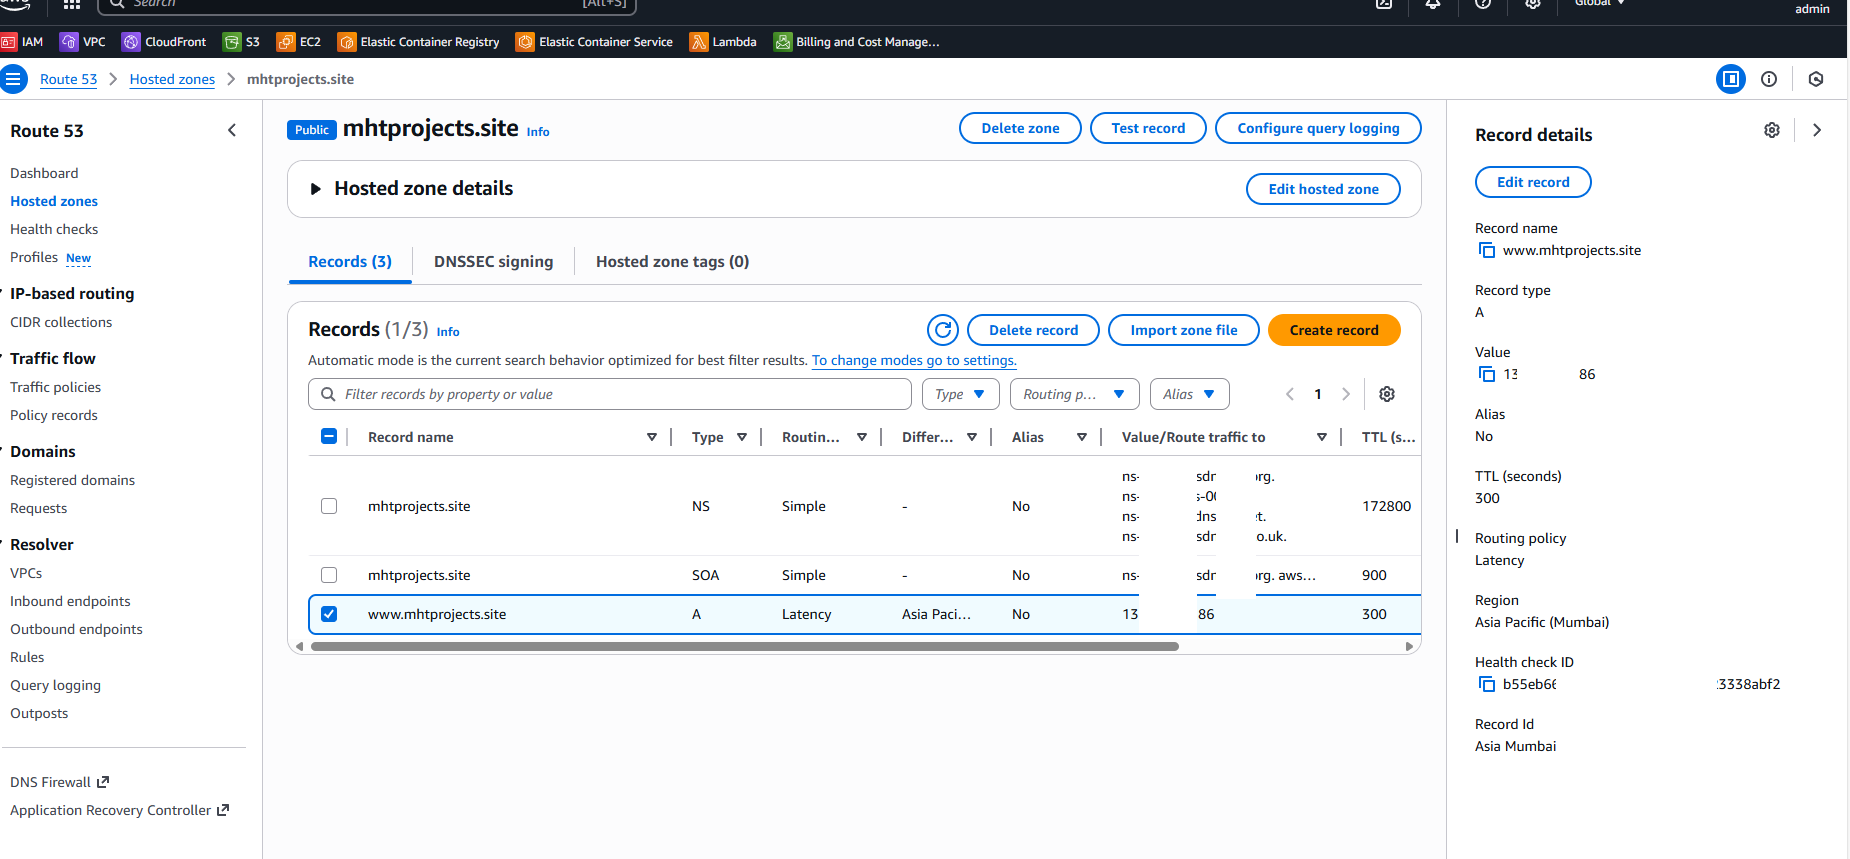 Search
[Alt+S]
Global
admin
IAM
VPC
CloudFront
S3
EC2
Elastic Container Registry
Elastic Container Service
Lambda
Billing and Cost Manage...
Route 53
Hosted zones
mhtprojects.site
Route 53
Dashboard
Hosted zones
Health checks
Profiles New
IP-based routing
CIDR collections
Traffic flow
Traffic policies
Policy records
Domains
Registered domains
Requests
Resolver
VPCs
Inbound endpoints
Outbound endpoints
Rules
Query logging
Outposts
DNS Firewall
Application Recovery Controller
Public mhtprojects.site Info
Delete zone
Test record
Configure query logging
Hosted zone details
Edit hosted zone
Records (3)
DNSSEC signing
Hosted zone tags (0)
Records (1/3) Info
Delete record
Import zone file
Create record
Automatic mode is the current search behavior optimized for best filter results. To change modes go to settings.
Filter records by property or value
Type
Routing p...
Alias
1
Record name Type Routin... Differ... Alias Value/Route traffic to TTL (s...
mhtprojects.site NS Simple - No 172800
ns- sdn rg.
ns- s-0
ns- dns t.
ns- sdn o.uk.
mhtprojects.site SOA Simple - No ns- sdn rg. aws... 900
www.mhtprojects.site A Latency Asia Paci... No 13 86 300
Record details
Edit record
Record name
www.mhtprojects.site
Record type
A
Value
13 86
Alias
No
TTL (seconds)
300
Routing policy
Latency
Region
Asia Pacific (Mumbai)
Health check ID
b55eb66 3338abf2
Record Id
Asia Mumbai